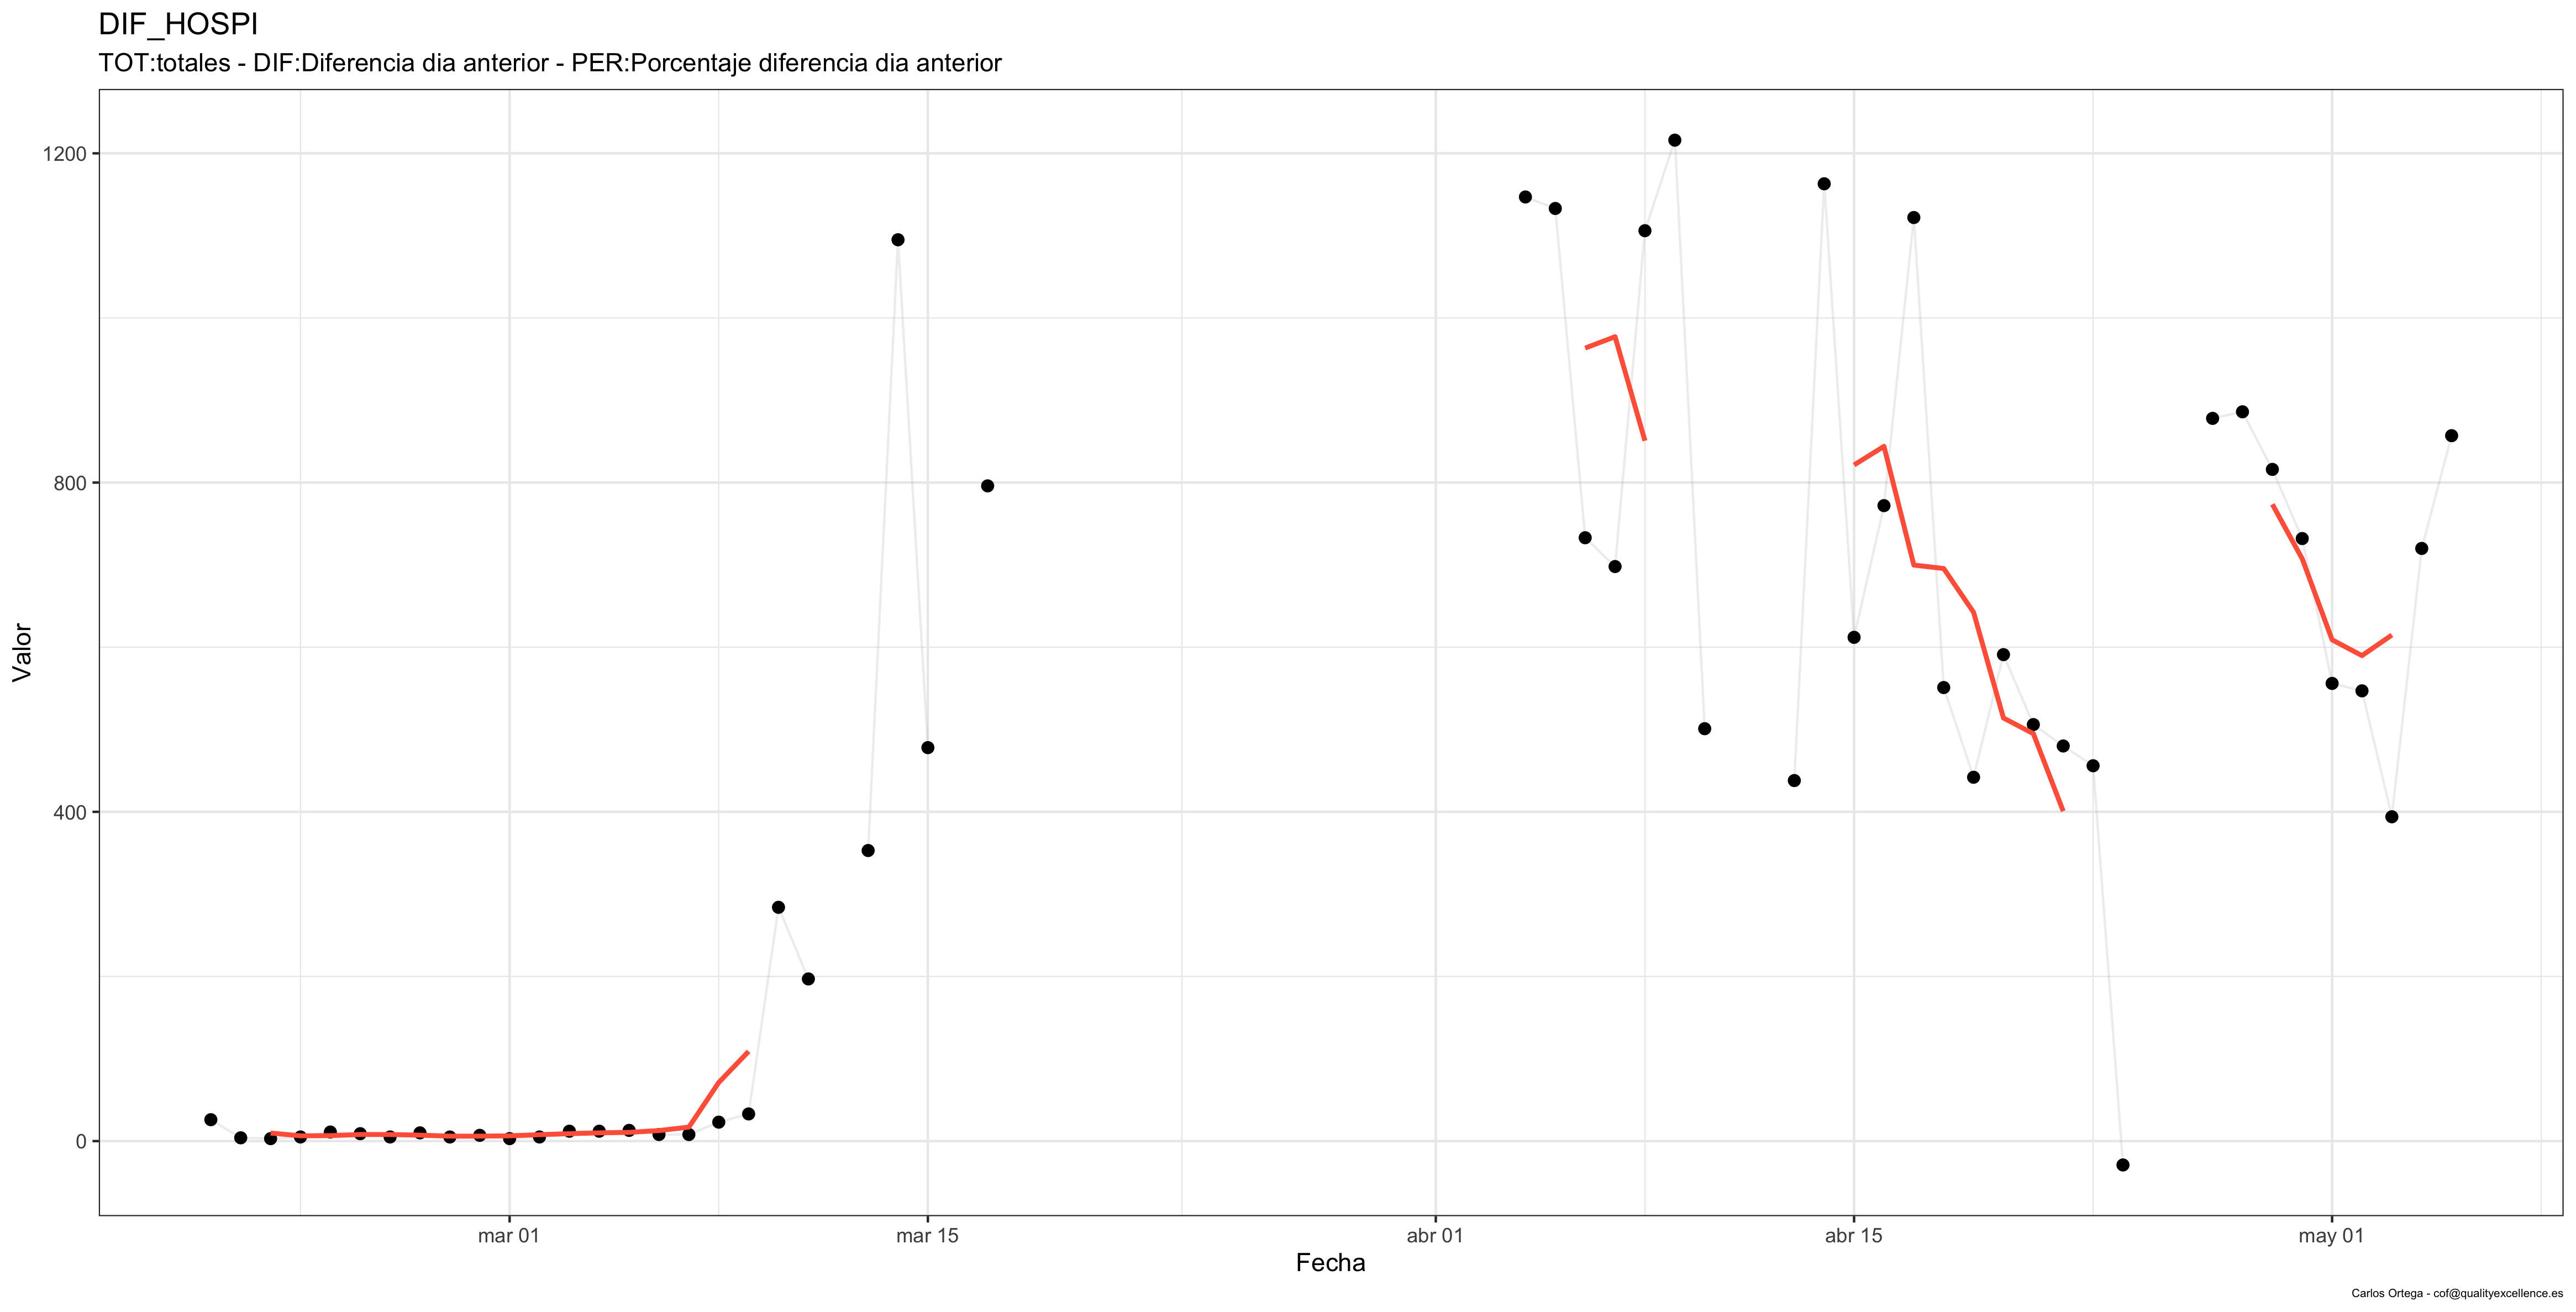 DIF_HOSPI
TOT:totales - DIF:Diferencia dia anterior - PER:Porcentaje diferencia dia anterior
1200
800
400
0
Valor
mar 01
mar 15
abr 01
abr 15
may 01
Fecha
Carlos Ortega - cof@qualityexcellence.es